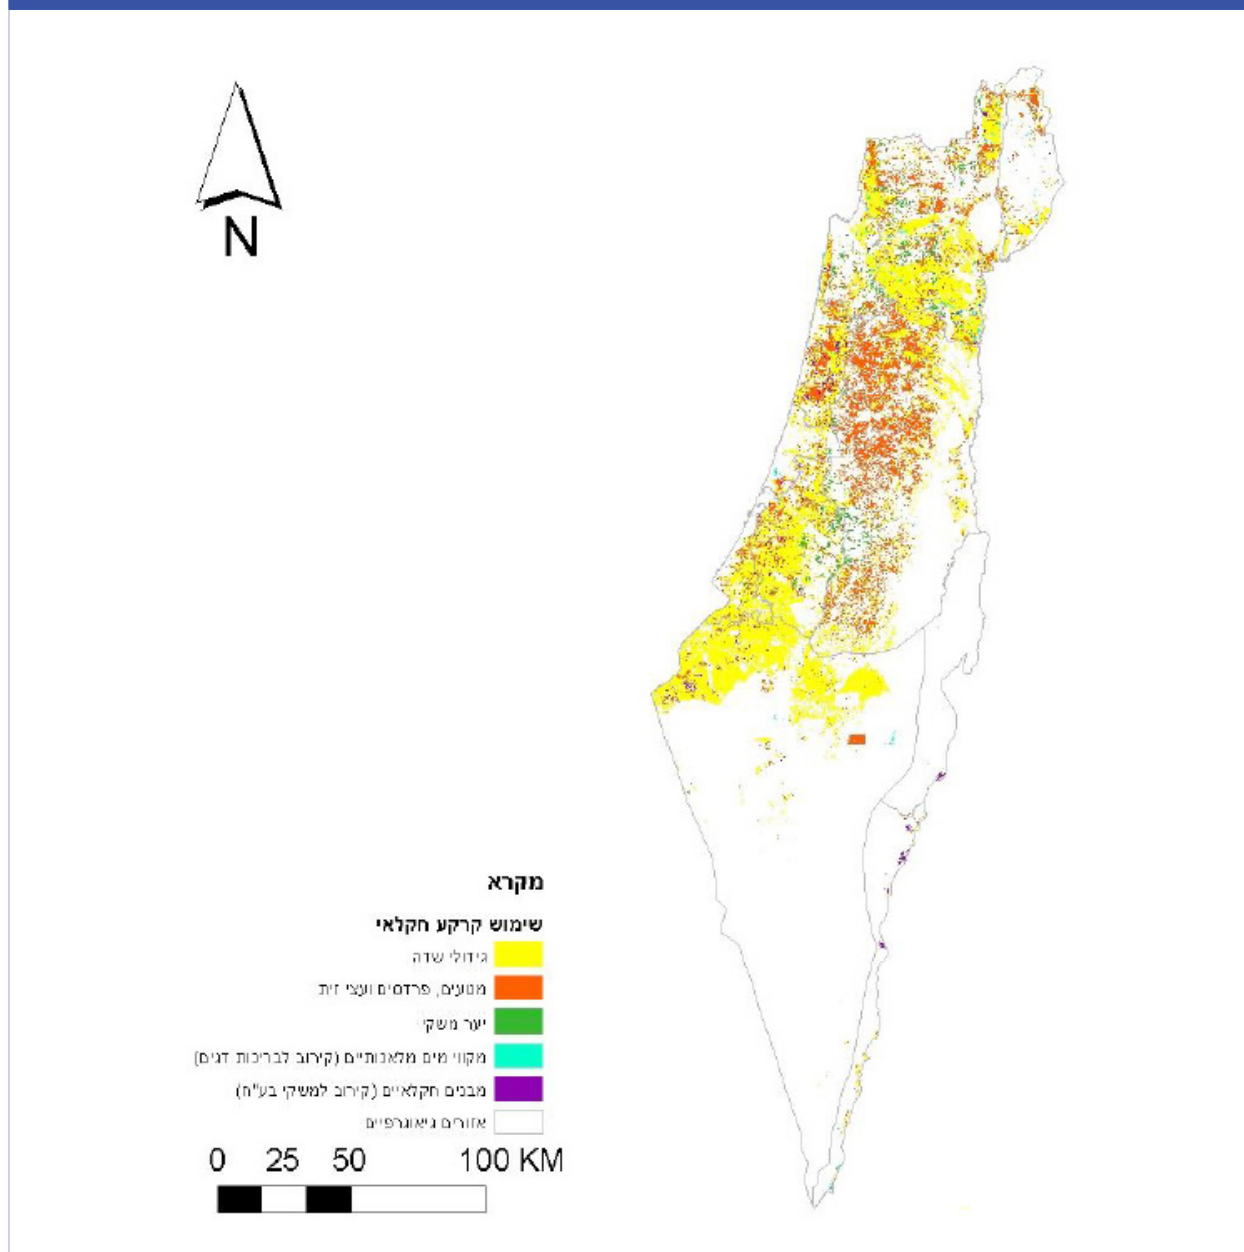 N
מקרא
שימוש קרקע חקלאי
גידולי שדה
מטעים, פרדסים ועצי זית
יער משקי
מקווי מים מלאכותיים (קירוב לבריכות דגים)
מבנים חקלאיים (קירוב למשקי בע"ח)
אזורים גיאוגרפיים
0 25 50 100 KM